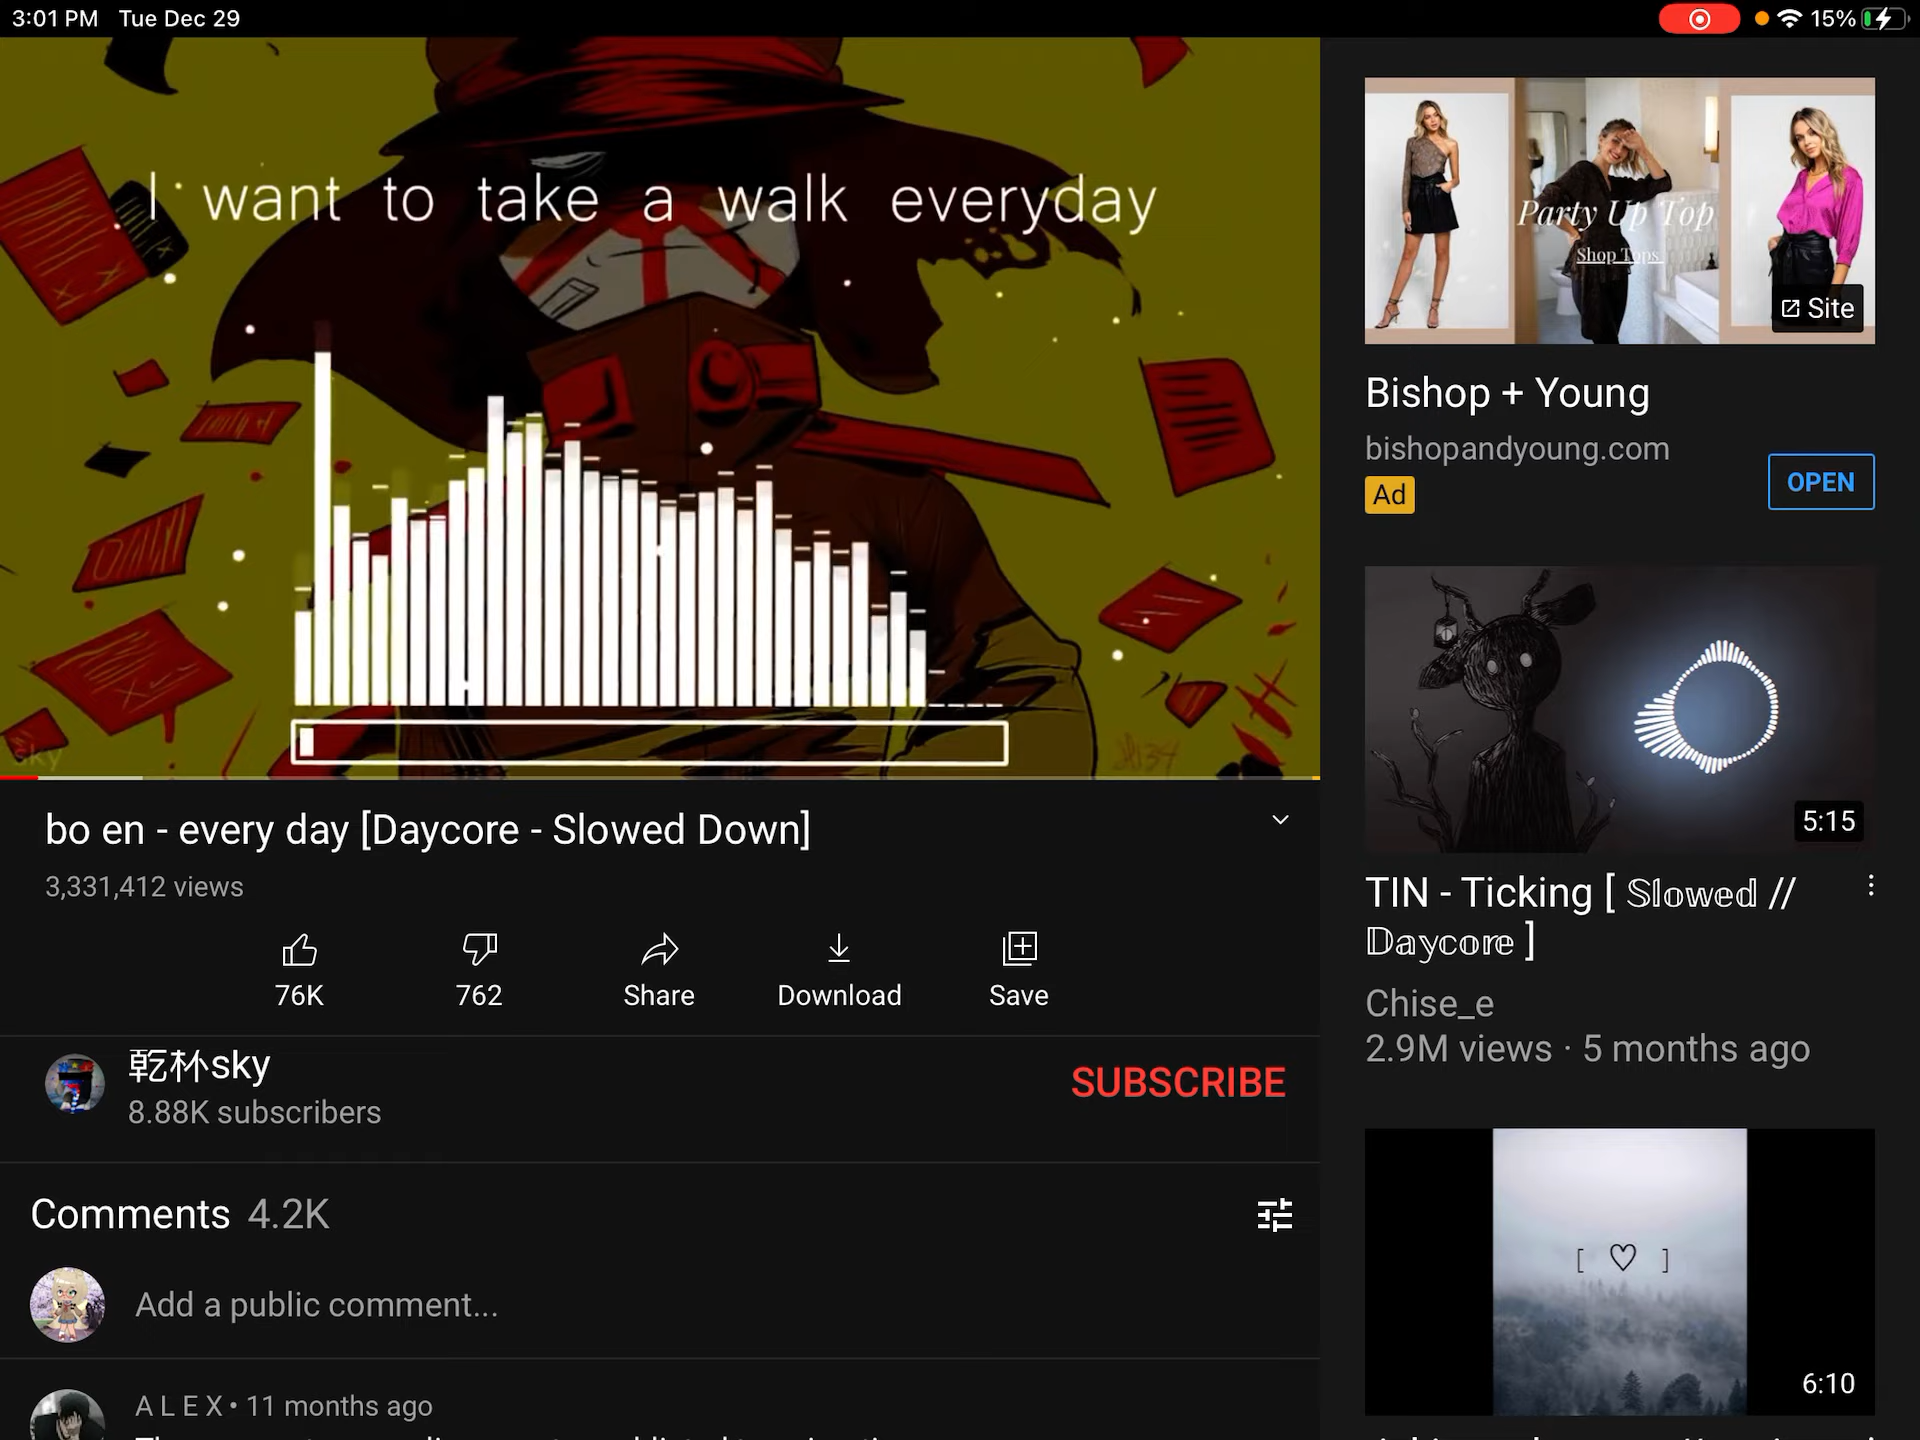 3:01 PM Tue Dec 29
15%
I want to take a walk everyday
sky
bo en - every day [Daycore - Slowed Down]
3,331,412 views
76K
762
Share
Download
Save
乾杯sky
8.88K subscribers
SUBSCRIBE
Comments 4.2K
Add a public comment...
A L E X • 11 months ago
Party Up Top
Shop Tops
Site
Bishop + Young
bishopandyoung.com
Ad
OPEN
5:15
TIN - Ticking [ 𝕊𝕝𝕠𝕨𝕖𝕕 //
𝔻𝕒𝕪𝕔𝕠𝕣𝕖 ]
Chise_e
2.9M views · 5 months ago
[ ♡ ]
6:10